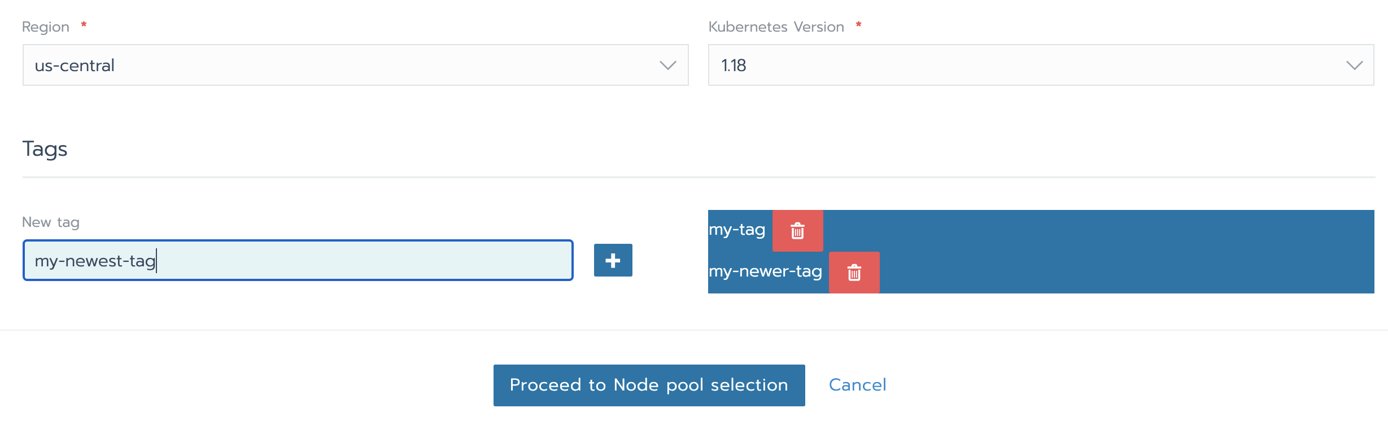 Region *
Kubernetes Version *
us-central
1.18
Tags
New tag
my-newest-tag
my-tag
my-newer-tag
Proceed to Node pool selection
Cancel